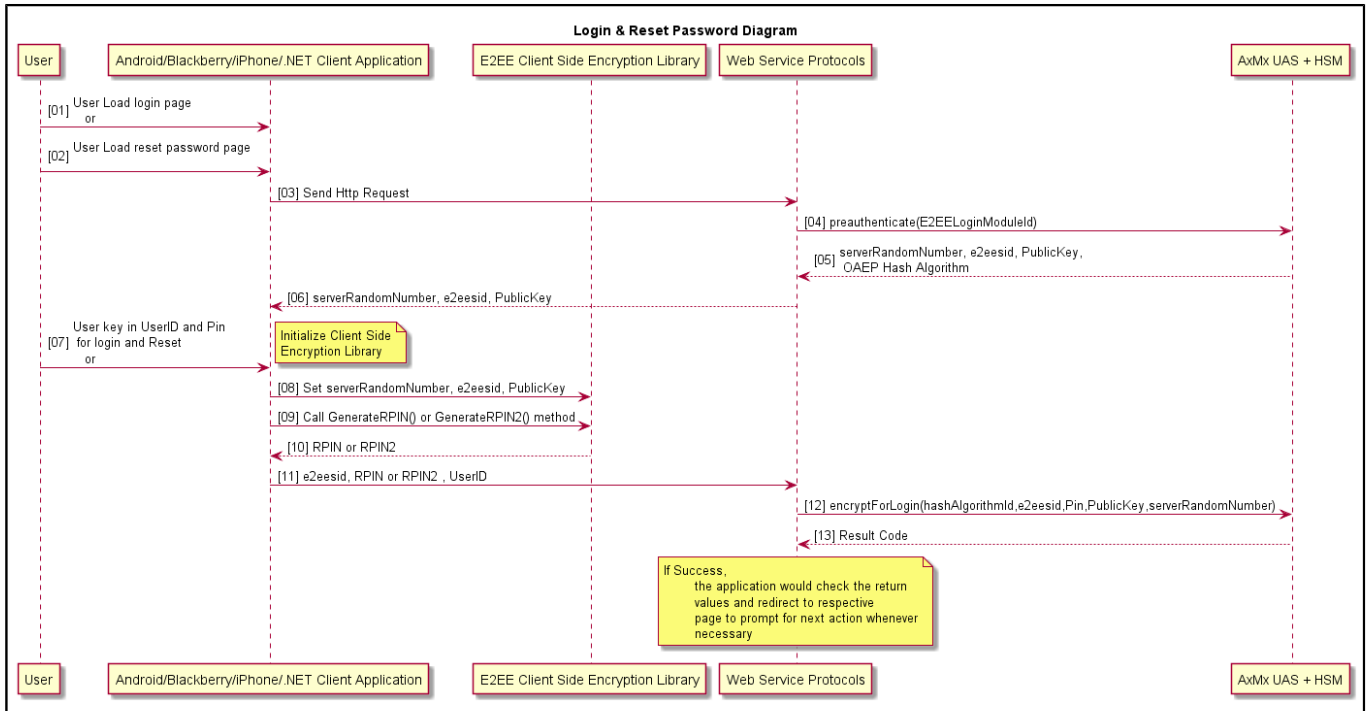 Login & Reset Password Diagram
User
Android/Blackberry/iPhone/.NET Client Application
E2EE Client Side Encryption Library
Web Service Protocols
AxMx UAS + HSM
[01] User Load login page
or
[02] User Load reset password page
[03] Send Http Request
[04] preauthenticate(E2EELoginModuleId)
[05] serverRandomNumber, e2eesid, PublicKey,
OAEP Hash Algorithm
[06] serverRandomNumber, e2eesid, PublicKey
User key in UserID and Pin
[07] for login and Reset
or
Initialize Client Side
Encryption Library
[08] Set serverRandomNumber, e2eesid, PublicKey
[09] Call GenerateRPIN() or GenerateRPIN2() method
[10] RPIN or RPIN2
[11] e2eesid, RPIN or RPIN2 , UserID
[12] encryptForLogin(hashAlgorithmId,e2eesid,Pin,PublicKey,serverRandomNumber)
[13] Result Code
If Success,
the application would check the return
values and redirect to respective
page to prompt for next action whenever
necessary
User
Android/Blackberry/iPhone/.NET Client Application
E2EE Client Side Encryption Library
Web Service Protocols
AxMx UAS + HSM